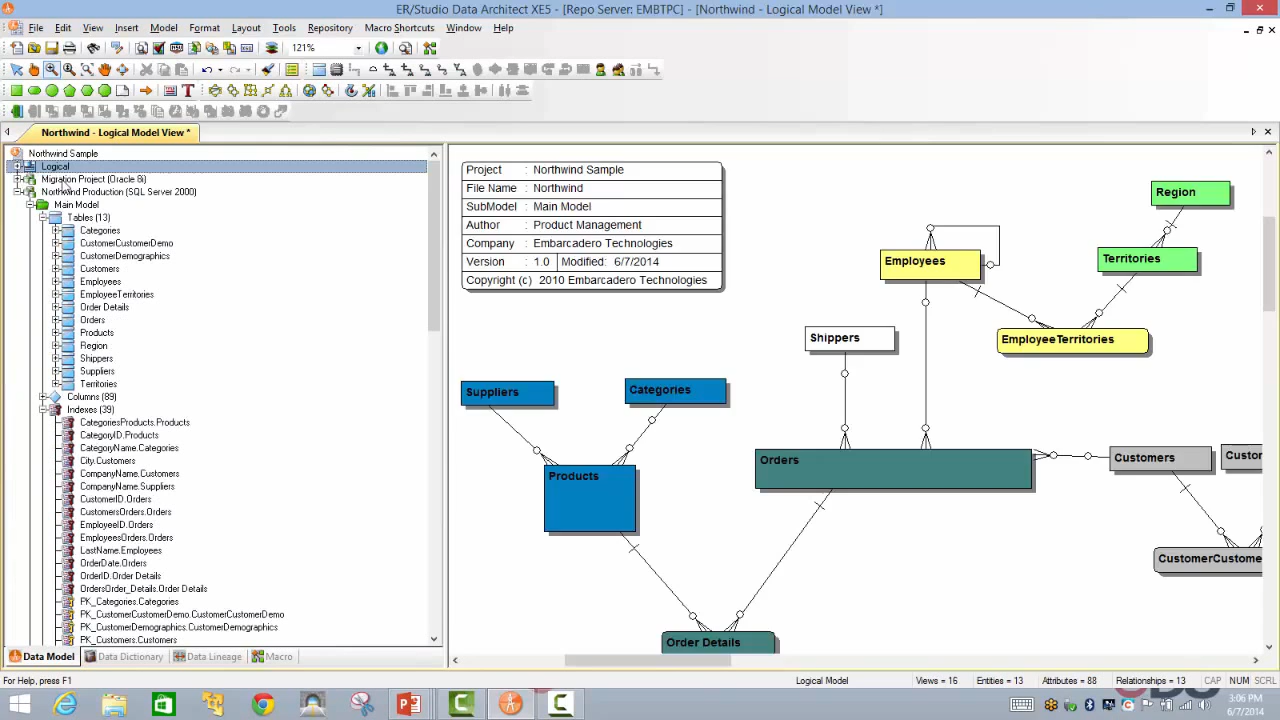 ER/Studio Data Architect XE5 - [Repo Server: EMBTPC] - [Northwind - Logical Model View *]
File Edit View Insert Model Format Layout Tools Repository Macro Shortcuts Window Help
121%
Northwind - Logical Model View *
Northwind Sample
Logical
Migration Project (Oracle 8i)
Northwind Production (SQL Server 2000)
Main Model
Tables (13)
Categories
CustomerCustomerDemo
CustomerDemographics
Customers
Employees
EmployeeTerritories
Order Details
Orders
Products
Region
Shippers
Suppliers
Territories
Columns (89)
Indexes (39)
CategoriesProducts.Products
CategoryID.Products
CategoryName.Categories
City.Customers
CompanyName.Customers
CompanyName.Suppliers
CustomerID.Orders
CustomersOrders.Orders
EmployeeID.Orders
EmployeesOrders.Orders
LastName.Employees
OrderDate.Orders
OrderID.Order Details
OrdersOrder_Details.Order Details
PK_Categories.Categories
PK_CustomerCustomerDemo.CustomerCustomerDemo
PK_CustomerDemographics.CustomerDemographics
PK_Customers.Customers
Data Model Data Dictionary Data Lineage Macro
Project : Northwind Sample
File Name : Northwind
SubModel : Main Model
Author : Product Management
Company : Embarcadero Technologies
Version : 1.0 Modified: 6/7/2014
Copyright (c) 2010 Embarcadero Technologies
Region
Employees
Territories
Shippers
EmployeeTerritories
Suppliers
Categories
Orders
Customers
Custor
Products
CustomerCustome
Order Details
For Help, press F1
Logical Model
Views = 16
Entities = 13
Attributes = 88
Relationships = 13
CAP NUM SCRL
3:06 PM
6/7/2014